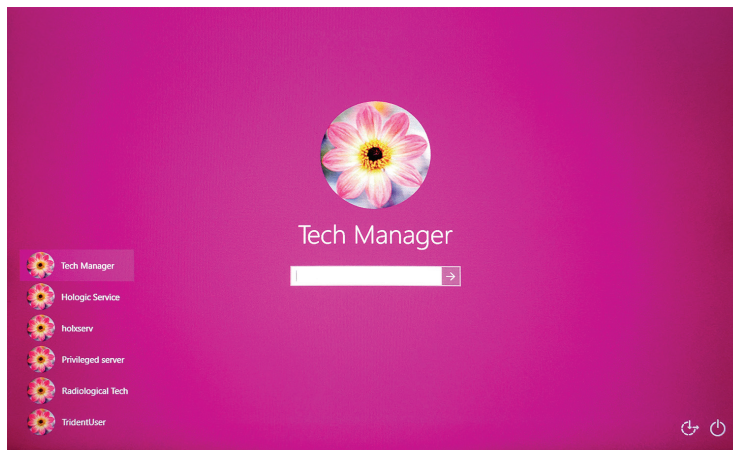 Tech Manager
Tech Manager
Hologic Service
holxserv
Privileged server
Radiological Tech
TridentUser